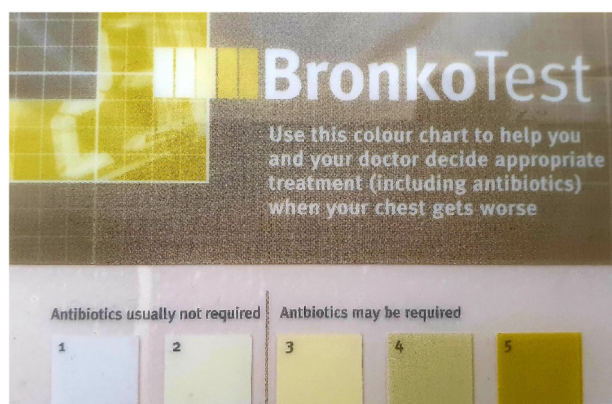 BronkoTest
Use this colour chart to help you
and your doctor decide appropriate
treatment (including antibiotics)
when your chest gets worse
Antibiotics usually not required
Antbiotics may be required
1 2 3 4 5